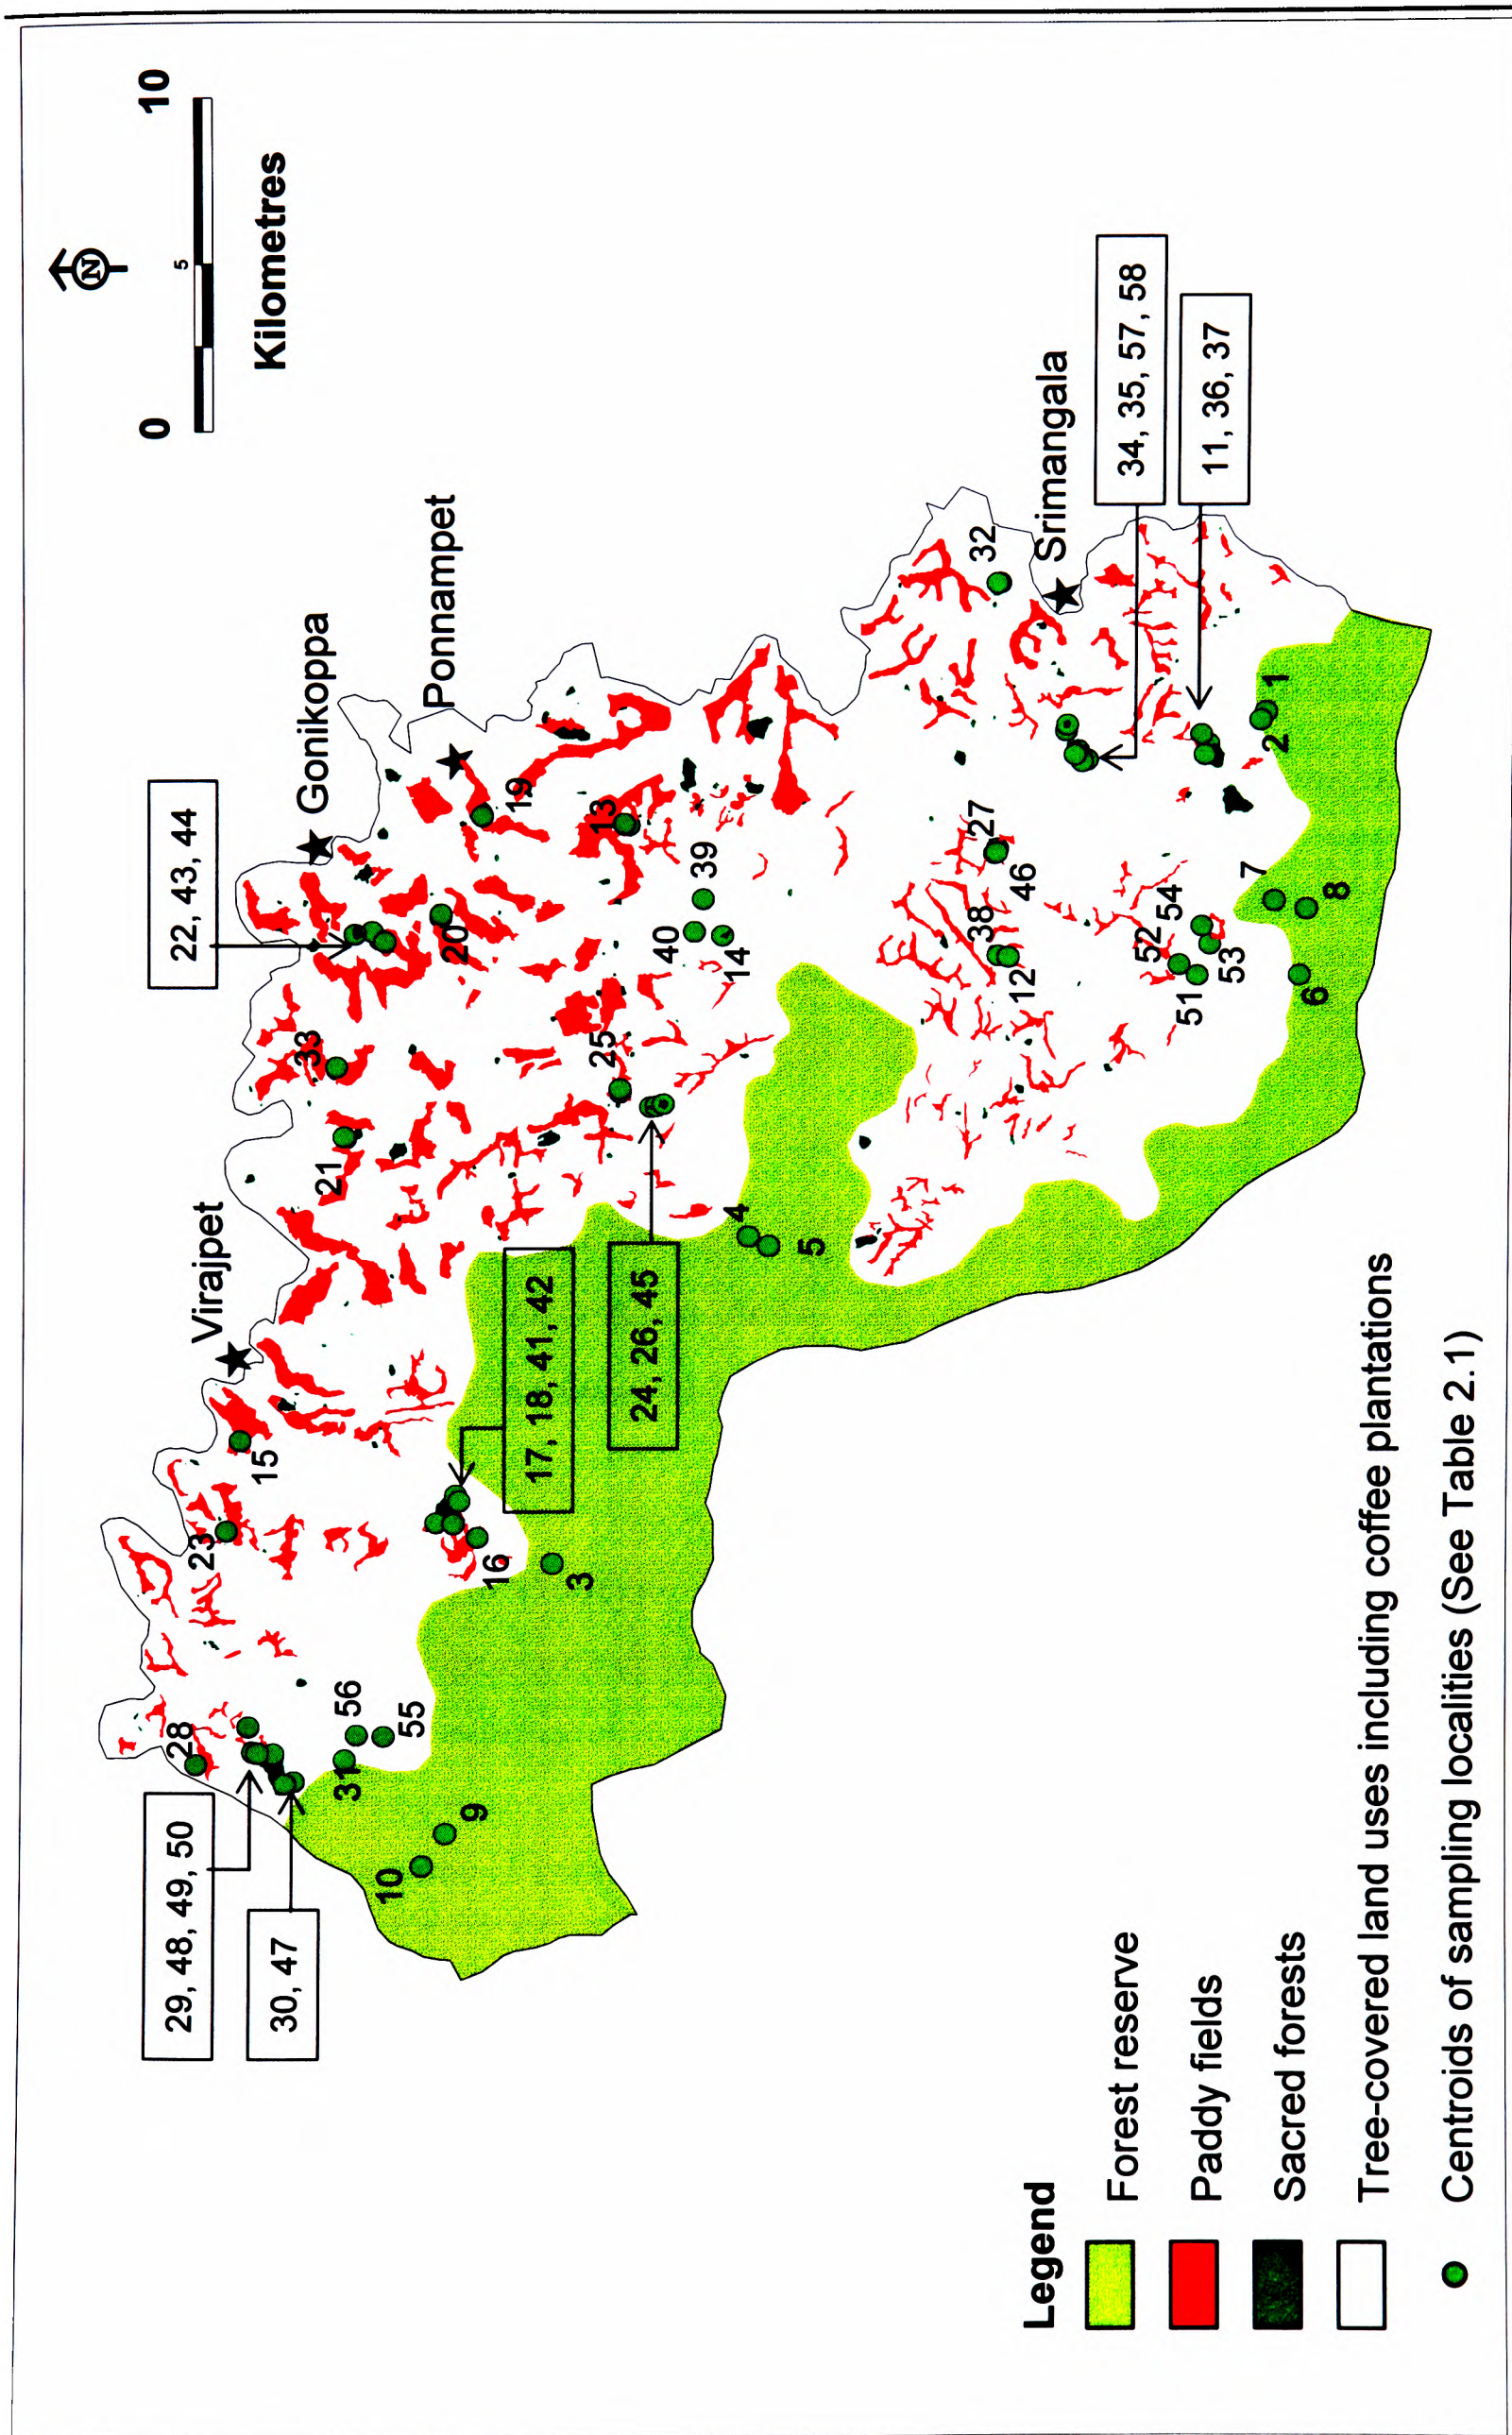 N
0
5
10
Kilometres
29, 48, 49, 50
30, 47
28
23
15
Virajpet
21
33
22, 43, 44
Gonikoppa
Ponnampet
10
9
31
56
55
16
3
17, 18, 41, 42
20
19
25
24, 26, 45
13
40
39
14
4
5
38
12
46
27
32
Srimangala
34, 35, 57, 58
11, 36, 37
52
54
51
53
6
7
8
2
1
Legend
Forest reserve
Paddy fields
Sacred forests
Tree-covered land uses including coffee plantations
Centroids of sampling localities (See Table 2.1)